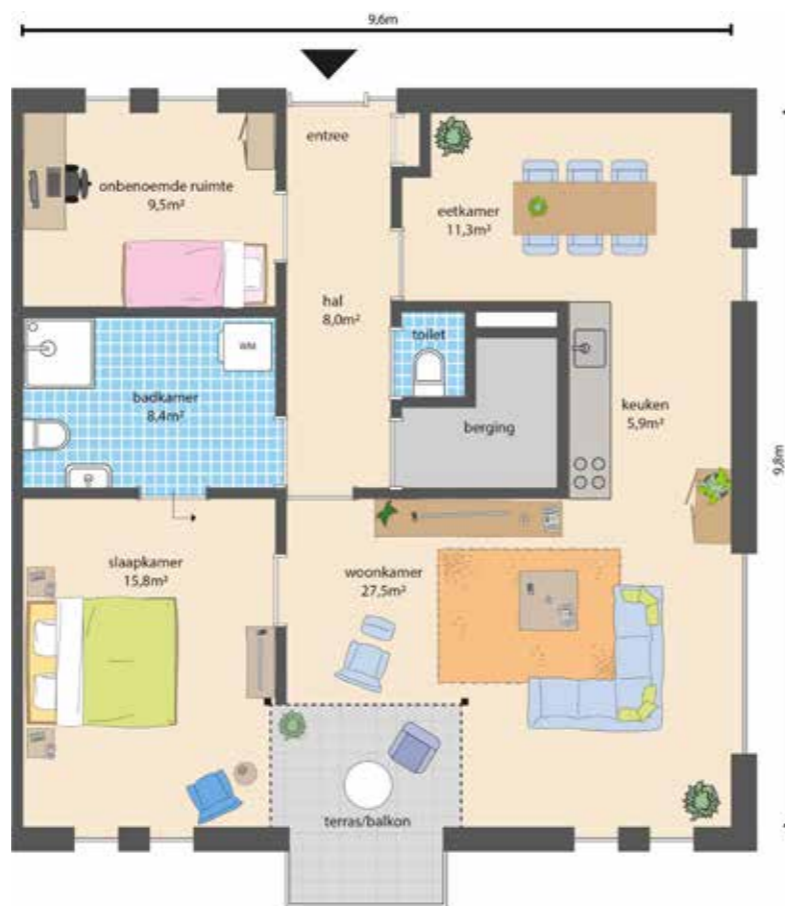 9,6m
entree
onbenoemde ruimte
9,5m²
eetkamer
11,3m²
hal
8,0m²
toilet
WM
badkamer
8,4m²
keuken
5,9m²
berging
9,8m
slaapkamer
15,8m²
woonkamer
27,5m²
terras/balkon